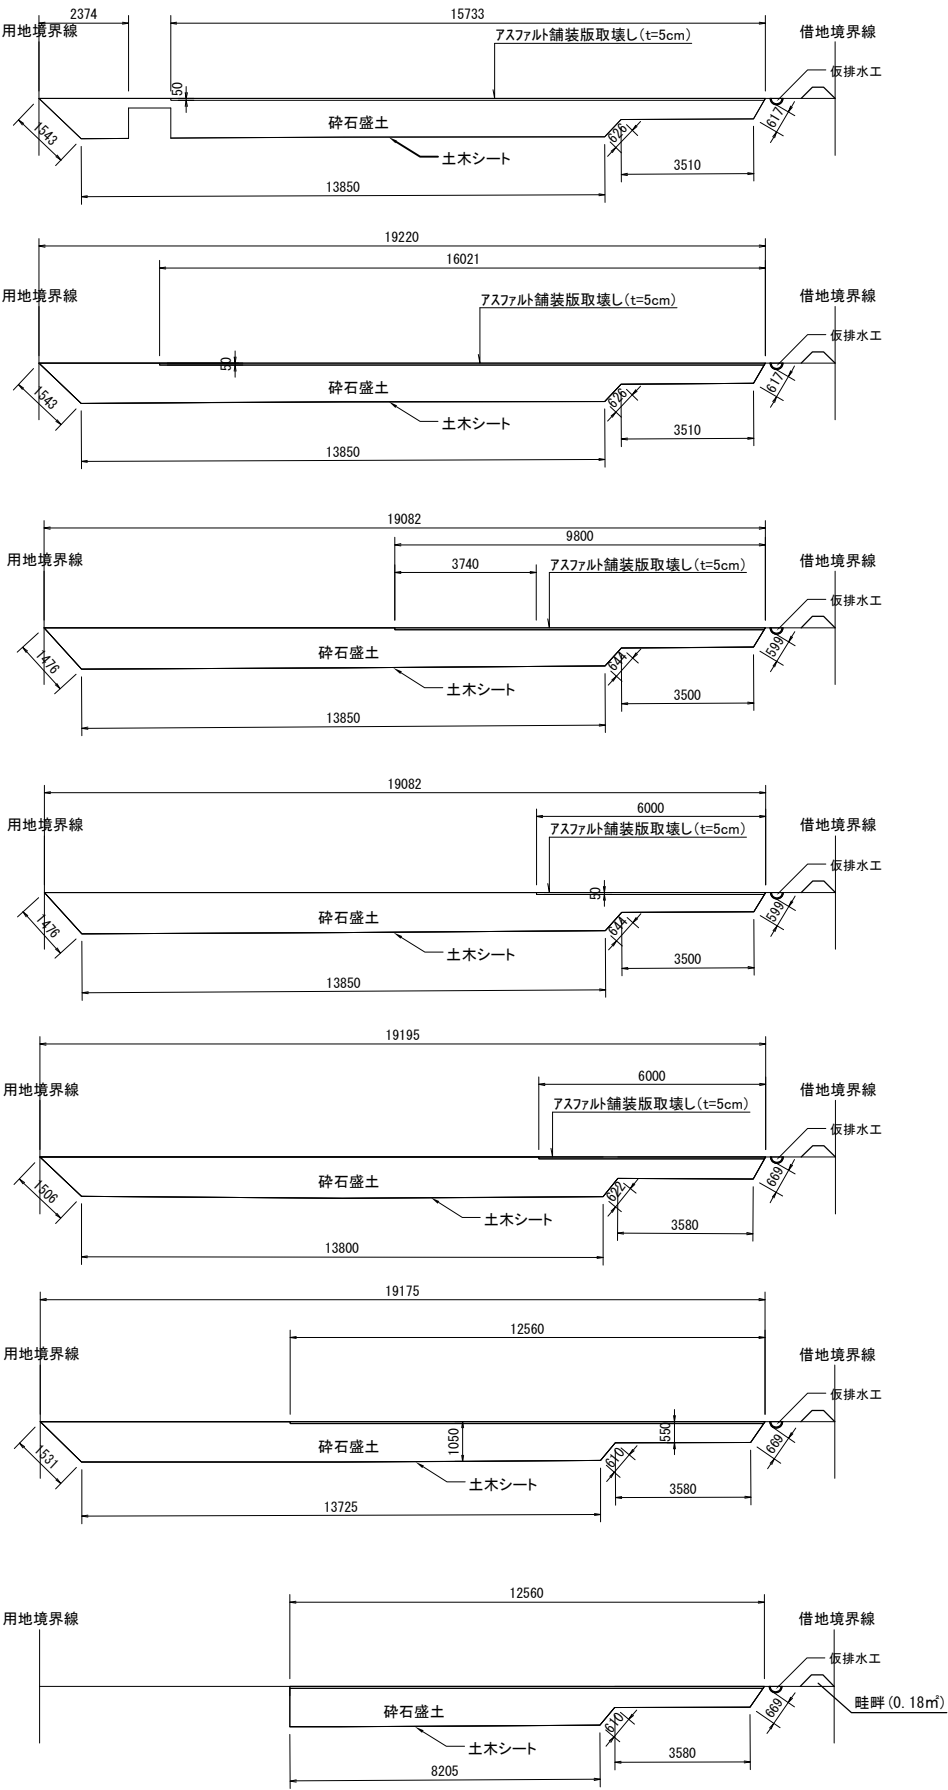 2374
15733
用地境界線
アスファルト舗装版取壊し(t=5cm)
借地境界線
仮排水工
50
1543
砕石盛土
626
617
土木シート
3510
13850
19220
16021
用地境界線
アスファルト舗装版取壊し(t=5cm)
借地境界線
仮排水工
50
1543
砕石盛土
626
617
土木シート
3510
13850
19082
9800
用地境界線
3740
アスファルト舗装版取壊し(t=5cm)
借地境界線
仮排水工
1476
砕石盛土
644
599
土木シート
3500
13850
19082
6000
用地境界線
アスファルト舗装版取壊し(t=5cm)
借地境界線
仮排水工
50
1476
砕石盛土
644
599
土木シート
3500
13850
19195
6000
用地境界線
アスファルト舗装版取壊し(t=5cm)
借地境界線
仮排水工
1506
砕石盛土
622
669
土木シート
3580
13800
19175
12560
用地境界線
借地境界線
仮排水工
1531
砕石盛土
1050
550
610
669
土木シート
3580
13725
12560
用地境界線
借地境界線
仮排水工
砕石盛土
610
669
畦畔(0.18㎡)
土木シート
3580
8205